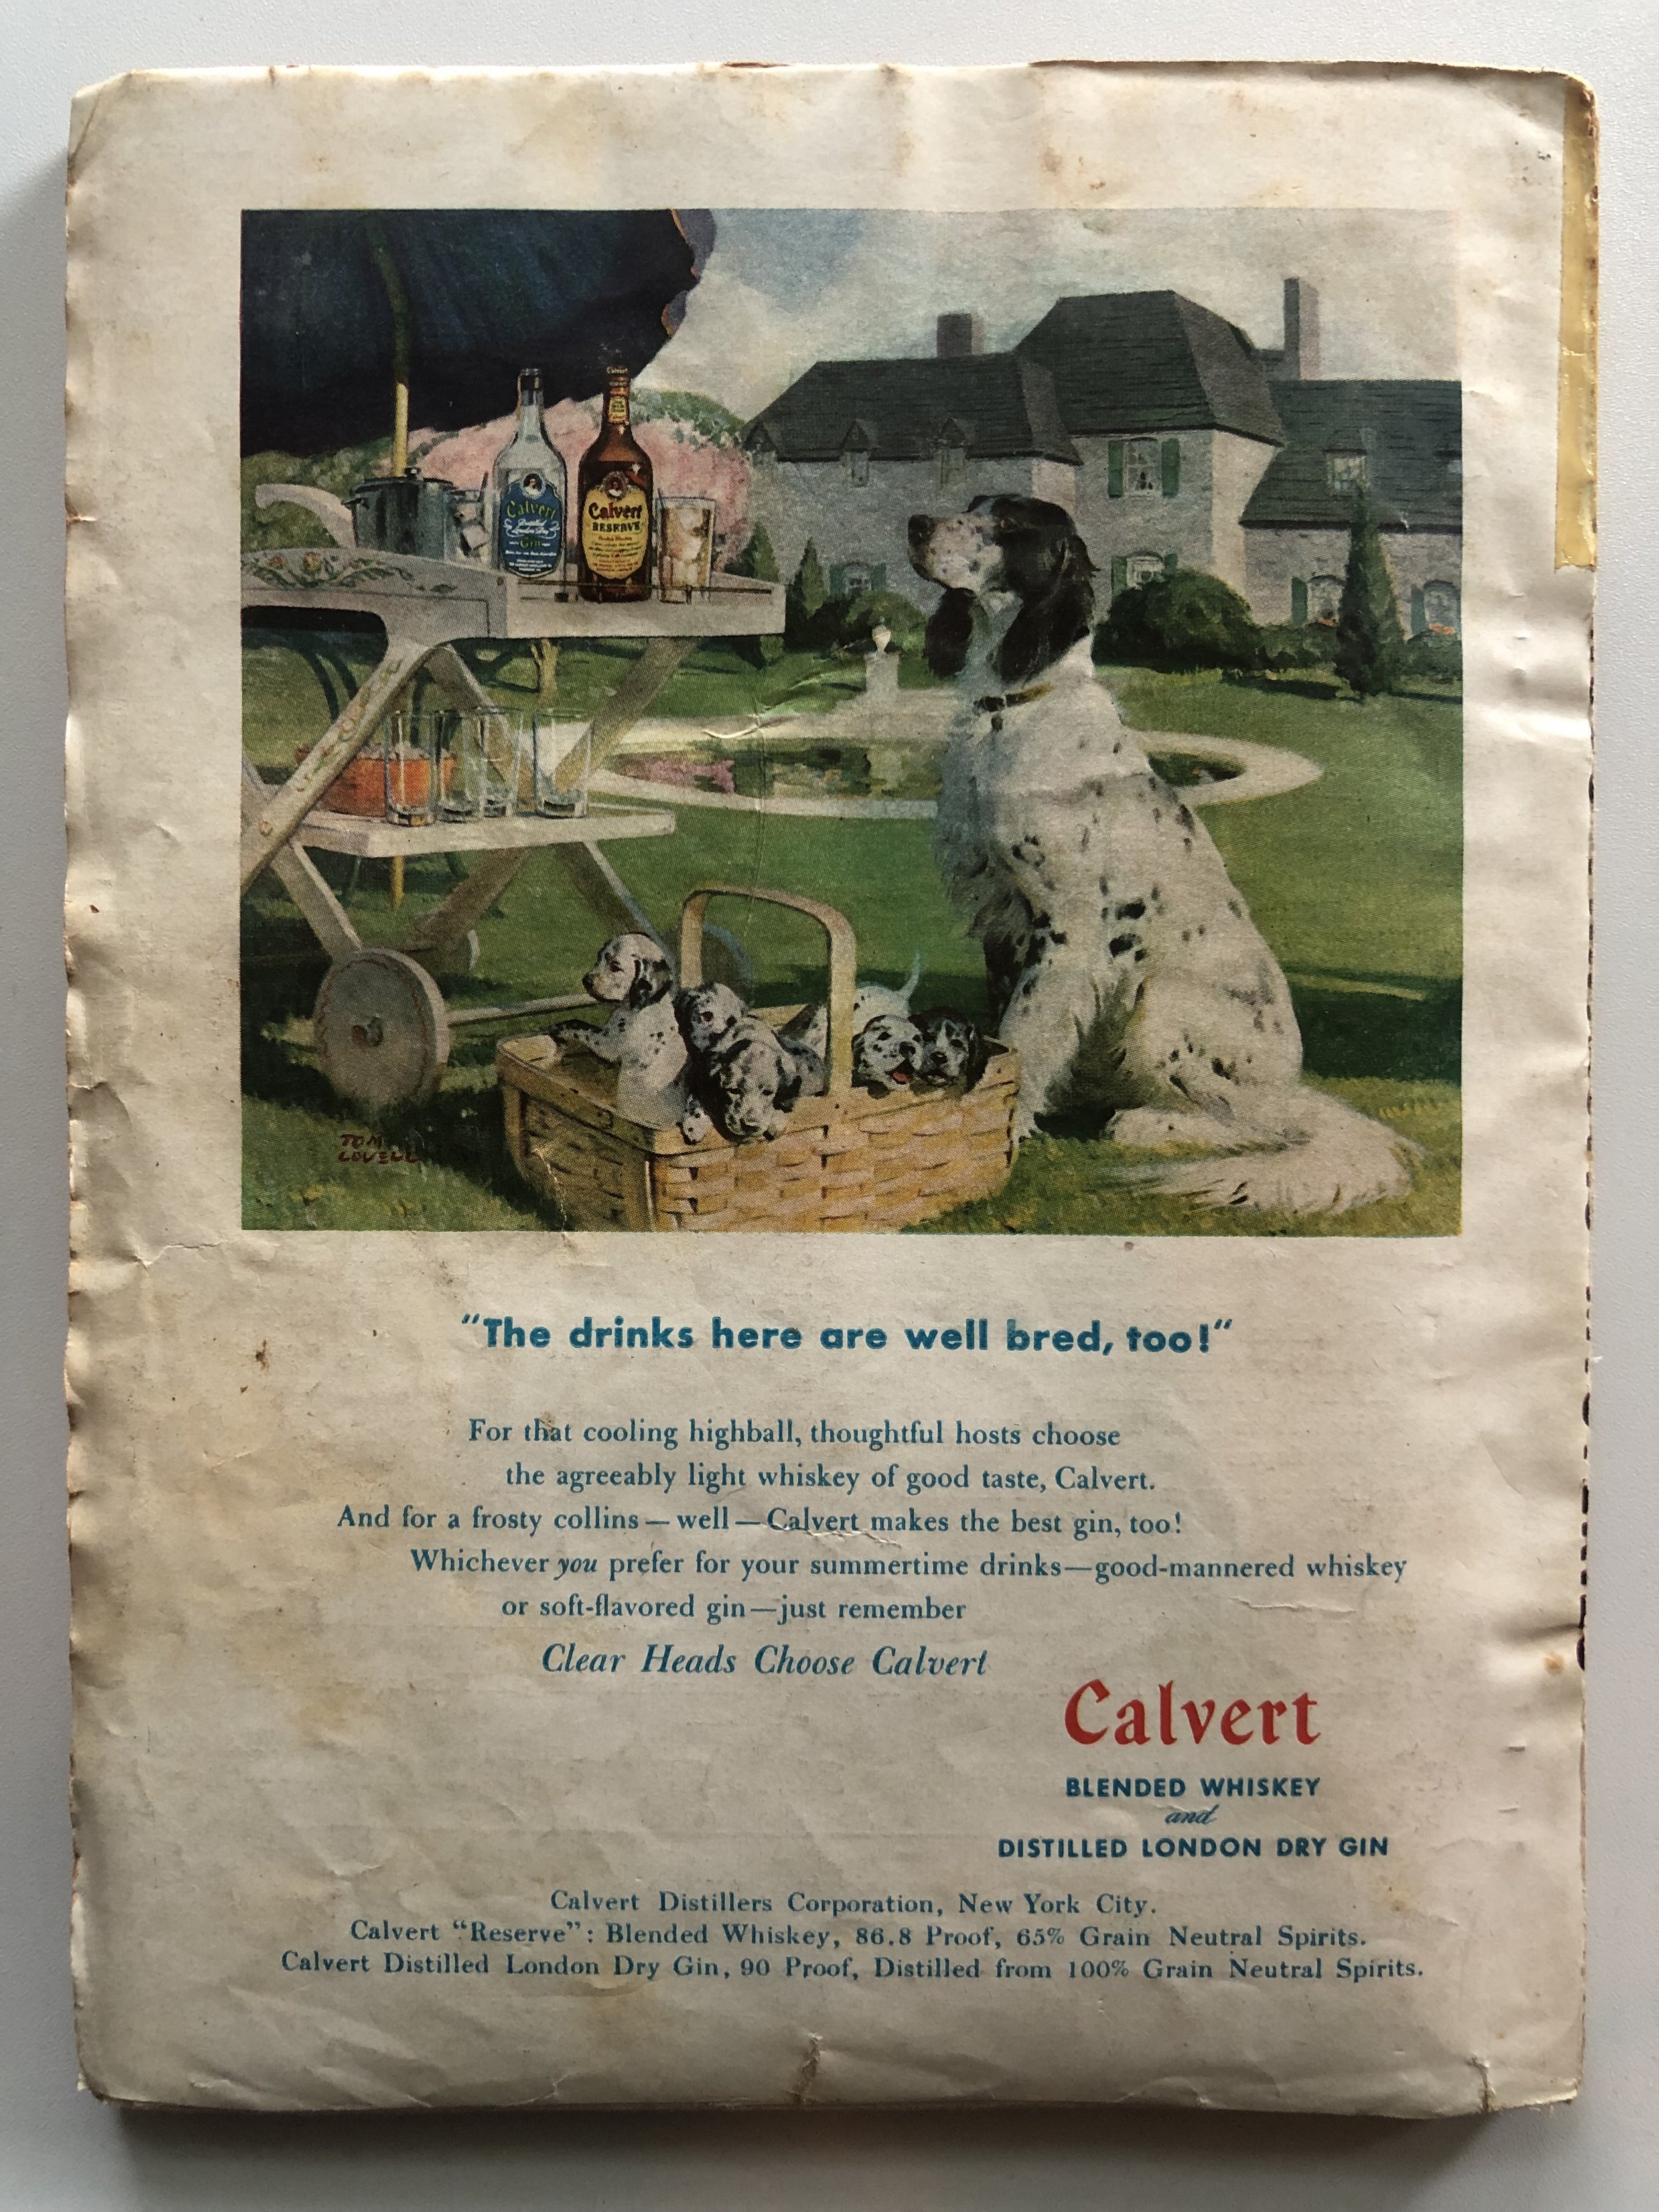 Calvert
Distilled
London Dry
Gin
Calvert
Calvert
RESERVE
TOM
LOVELL
"The drinks here are well bred, too!"
For that cooling highball, thoughtful hosts choose
the agreeably light whiskey of good taste, Calvert.
And for a frosty collins — well — Calvert makes the best gin, too!
Whichever you prefer for your summertime drinks—good-mannered whiskey
or soft-flavored gin—just remember
Clear Heads Choose Calvert
Calvert
BLENDED WHISKEY
and
DISTILLED LONDON DRY GIN
Calvert Distillers Corporation, New York City.
Calvert “Reserve”: Blended Whiskey, 86.8 Proof, 65% Grain Neutral Spirits.
Calvert Distilled London Dry Gin, 90 Proof, Distilled from 100% Grain Neutral Spirits.